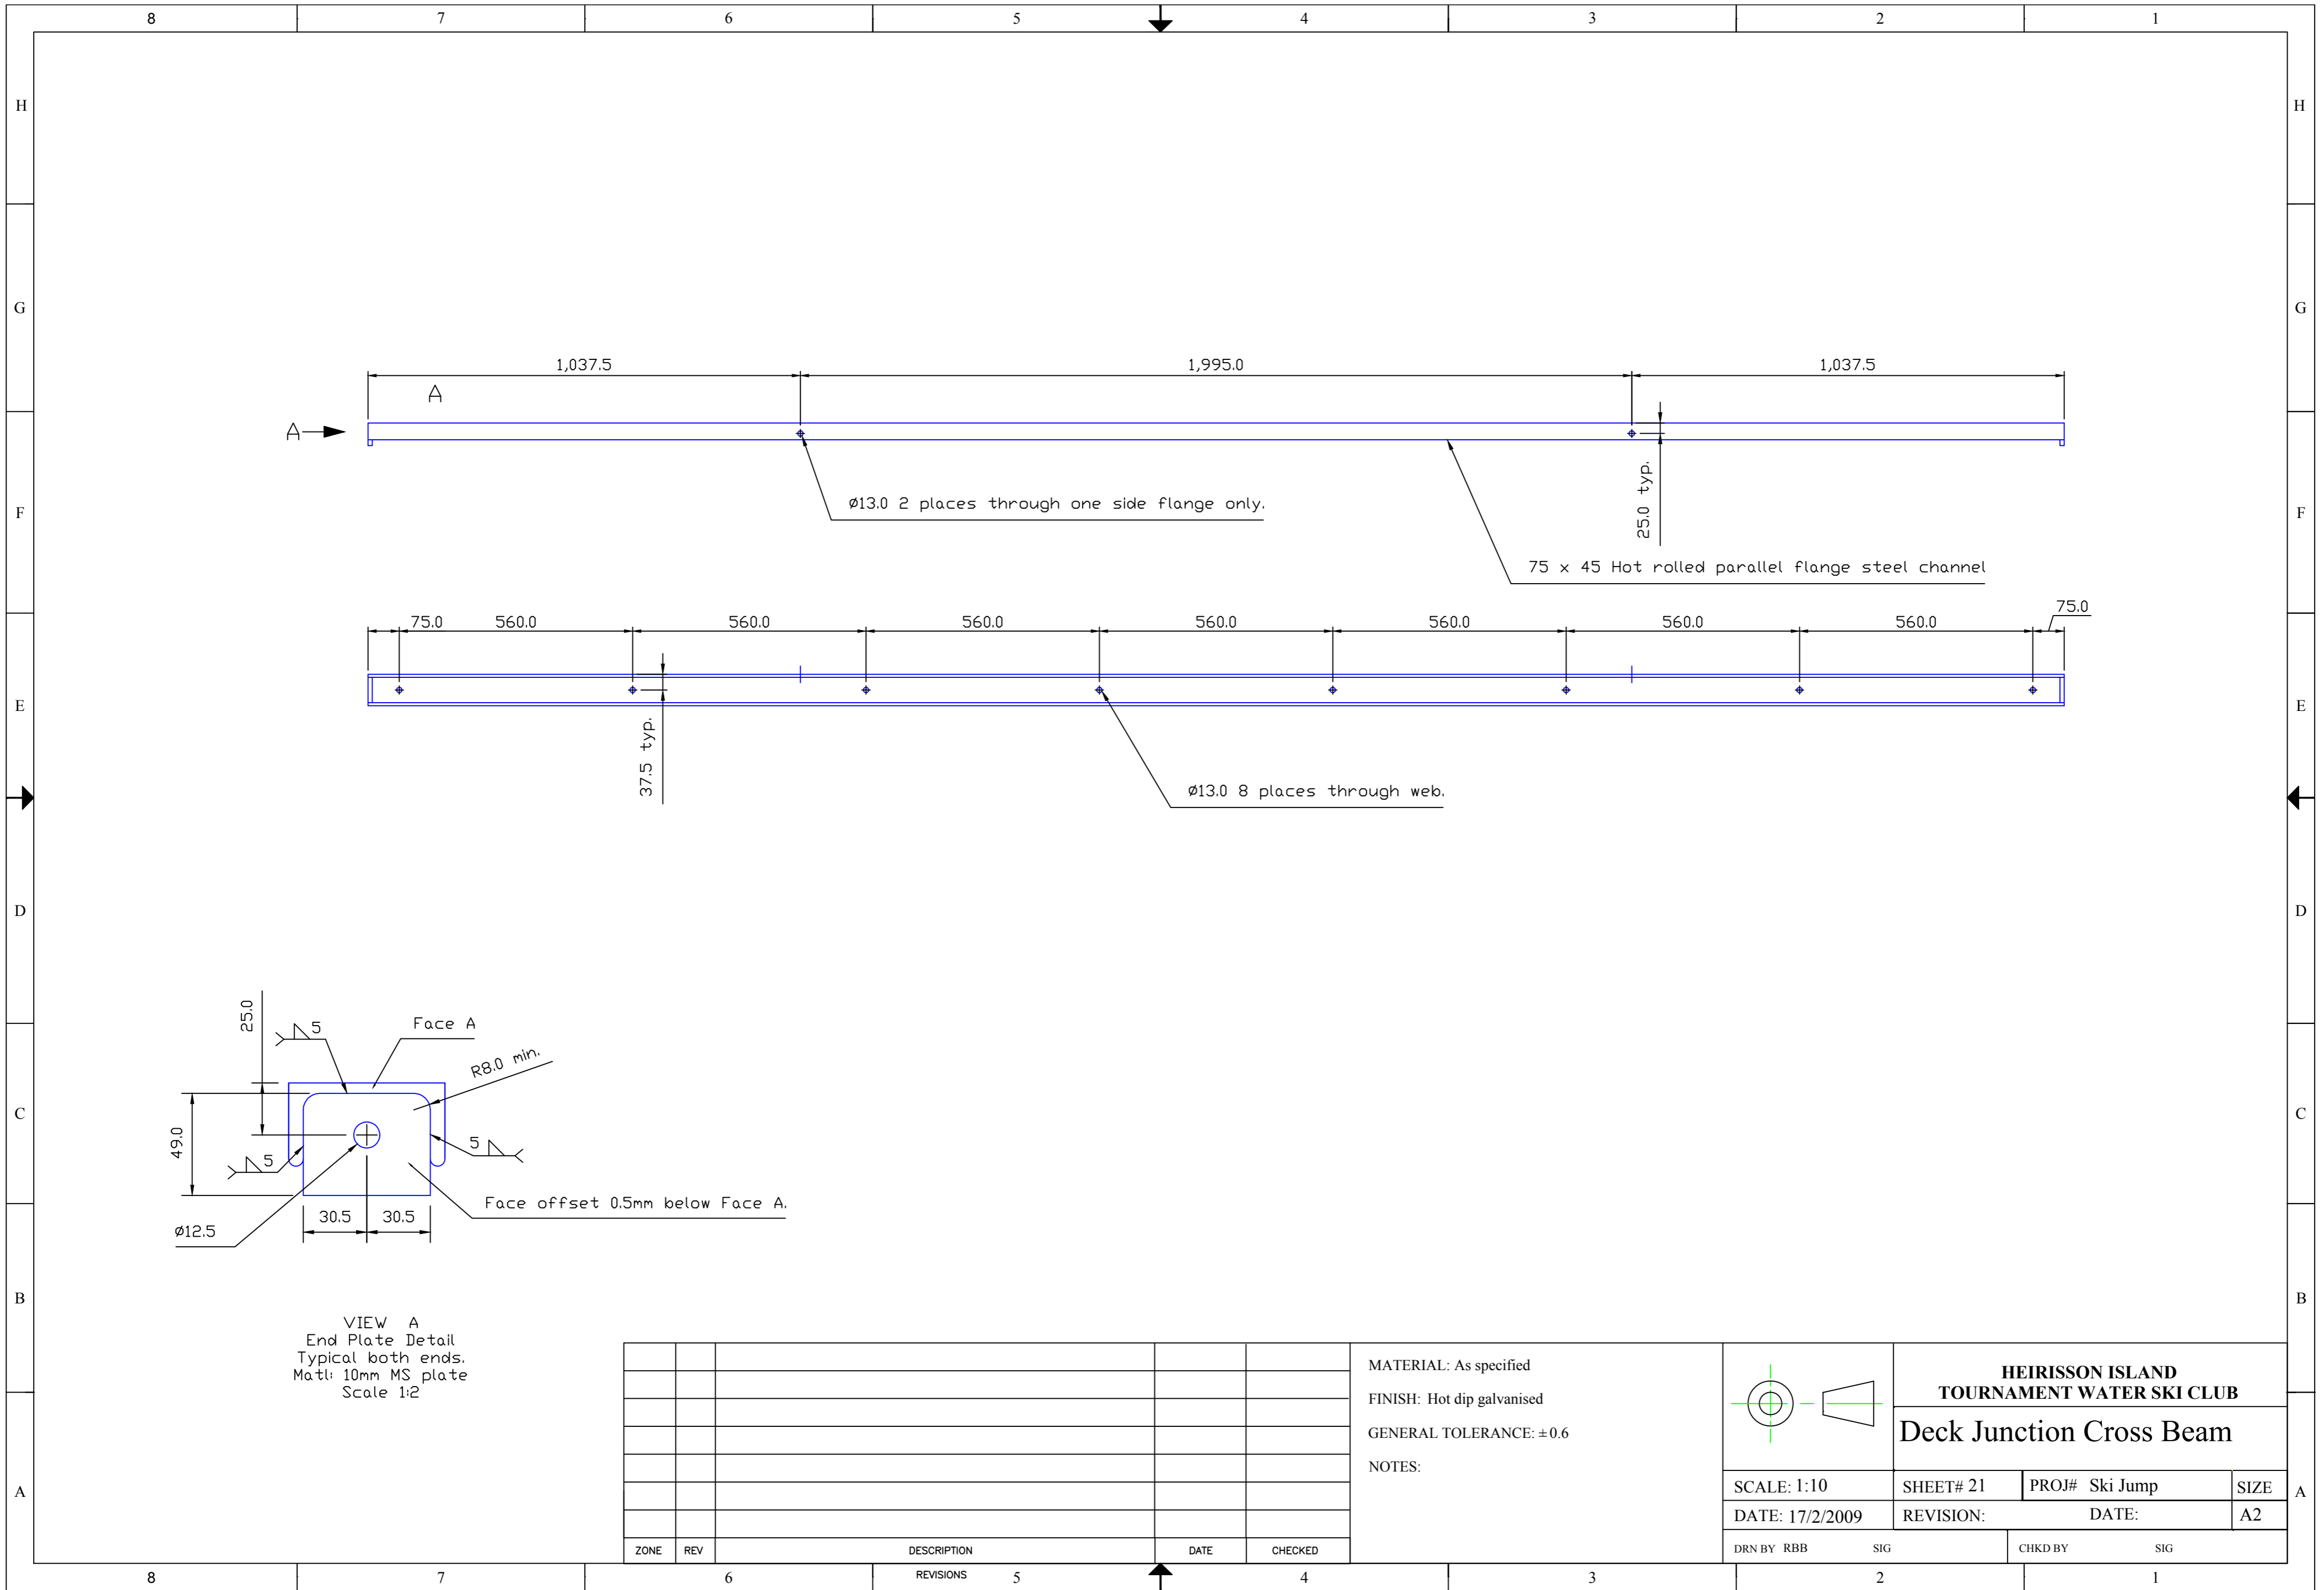 8 7 6 5 4 3 2 1
H H
G G
1,037.5 1,995.0 1,037.5
A
A
F F
Ø13.0 2 places through one side flange only.
25.0 typ.
75 x 45 Hot rolled parallel flange steel channel
75.0 560.0 560.0 560.0 560.0 560.0 560.0 560.0 75.0
E E
37.5 typ.
Ø13.0 8 places through web.
D D
25.0
5
Face A
R8.0 min.
C C
49.0
5
5
Face offset 0.5mm below Face A.
30.5 30.5
Ø12.5
B B
VIEW A
End Plate Detail
Typical both ends.
Matl: 10mm MS plate
Scale 1:2
MATERIAL: As specified
FINISH: Hot dip galvanised
GENERAL TOLERANCE: ±0.6
NOTES:
HEIRISSON ISLAND
TOURNAMENT WATER SKI CLUB
Deck Junction Cross Beam
A A
SCALE: 1:10 SHEET# 21 PROJ# Ski Jump SIZE
DATE: 17/2/2009 REVISION: DATE: A2
DRN BY RBB SIG CHKD BY SIG
ZONE REV DESCRIPTION DATE CHECKED
REVISIONS
8 7 6 5 4 3 2 1